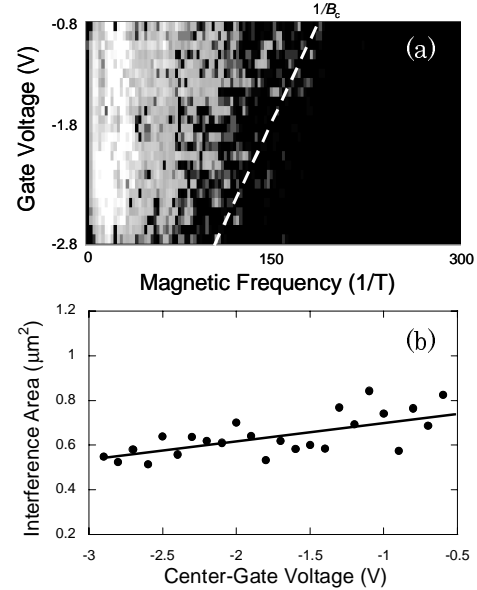 1/B_c
-0.8
(a)
Gate Voltage (V)
-1.8
-2.8
0
150
300
Magnetic Frequency (1/T)
1.2
(b)
Interference Area (μm²)
1
0.8
0.6
0.4
0.2
-3
-2.5
-2
-1.5
-1
-0.5
Center-Gate Voltage (V)